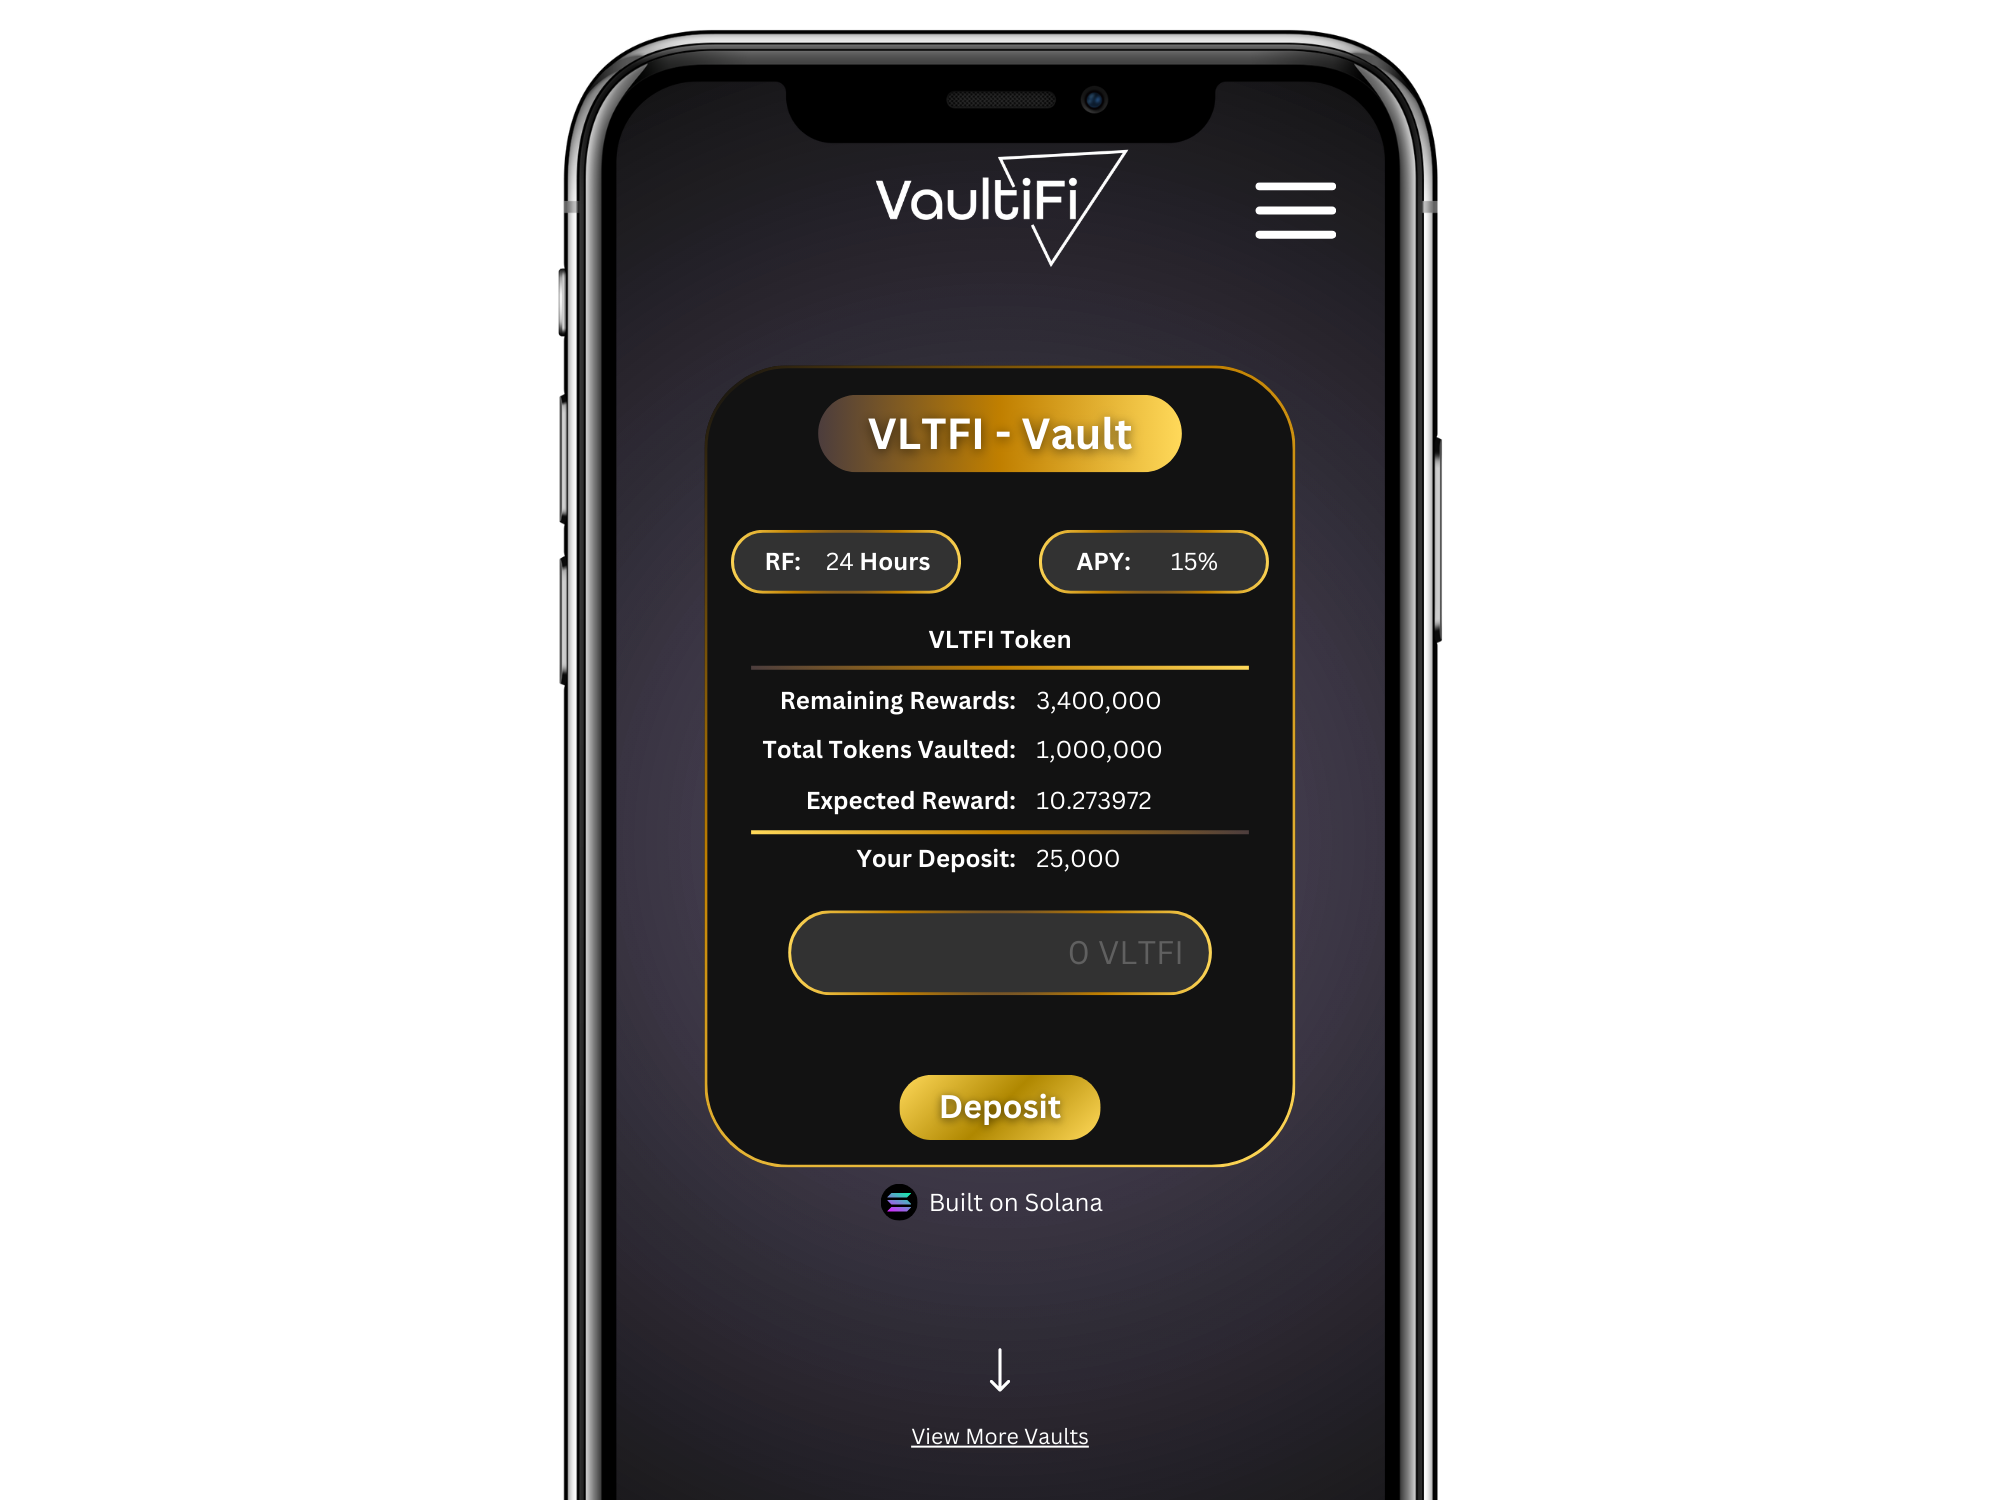 VaultiFi
VLTFI - Vault
RF: 24 Hours
APY: 15%
VLTFI Token
Remaining Rewards: 3,400,000
Total Tokens Vaulted: 1,000,000
Expected Reward: 10.273972
Your Deposit: 25,000
0 VLTFI
Deposit
Built on Solana
View More Vaults